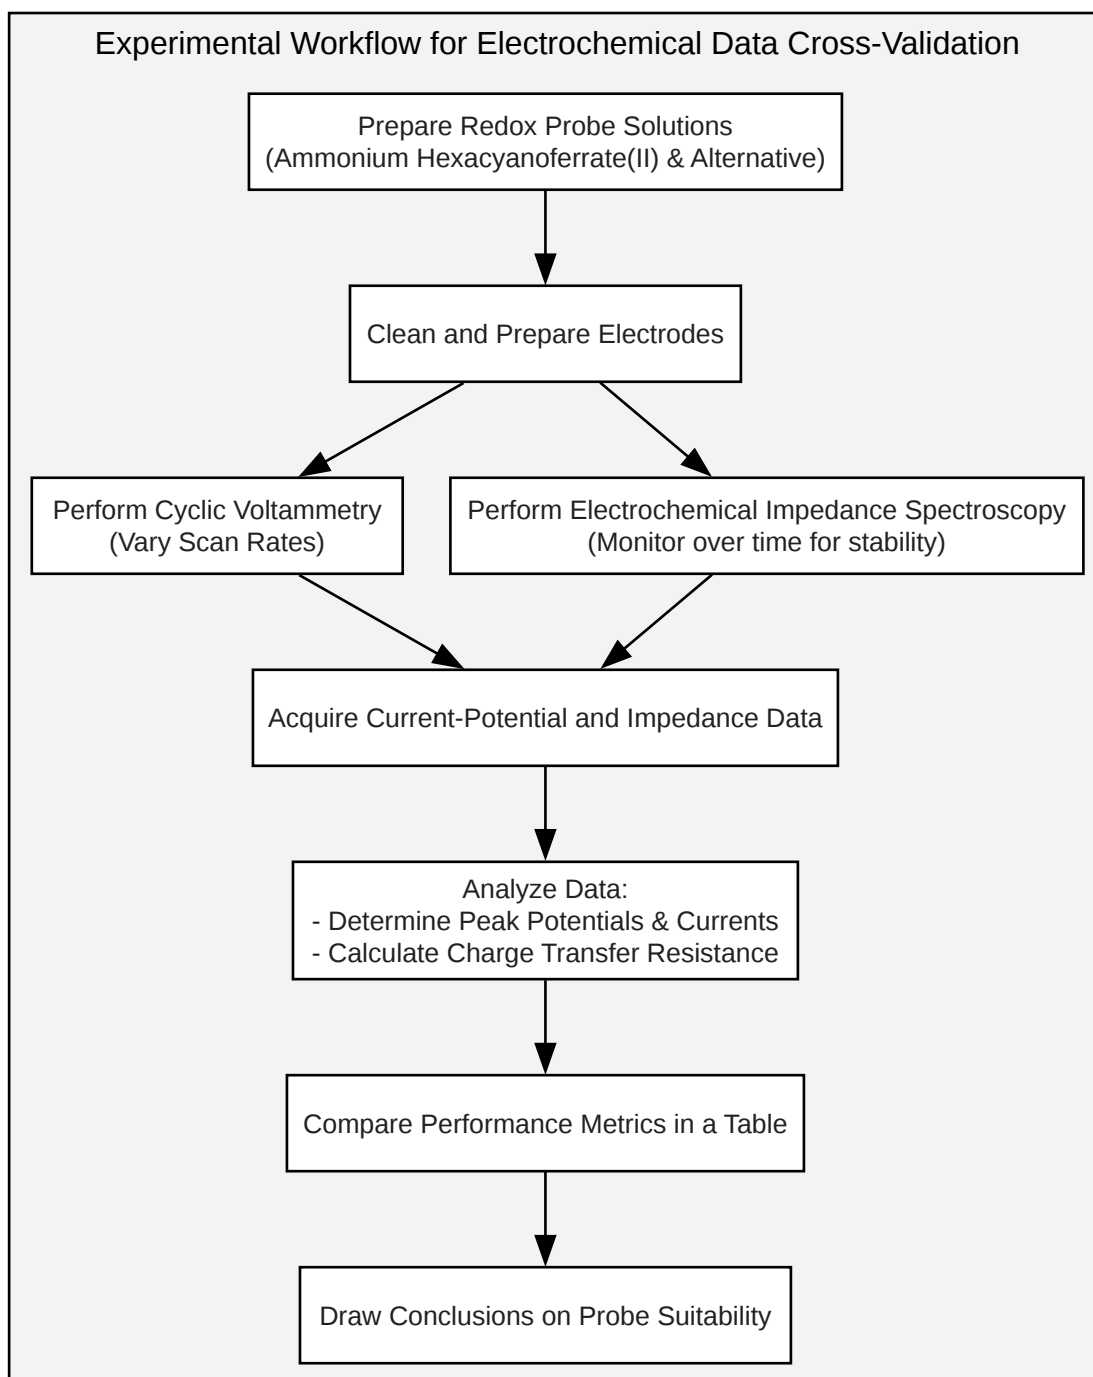 Experimental Workflow for Electrochemical Data Cross-Validation
Prepare Redox Probe Solutions
(Ammonium Hexacyanoferrate(II) & Alternative)
Clean and Prepare Electrodes
Perform Cyclic Voltammetry
(Vary Scan Rates)
Perform Electrochemical Impedance Spectroscopy
(Monitor over time for stability)
Acquire Current-Potential and Impedance Data
Analyze Data:
- Determine Peak Potentials & Currents
- Calculate Charge Transfer Resistance
Compare Performance Metrics in a Table
Draw Conclusions on Probe Suitability